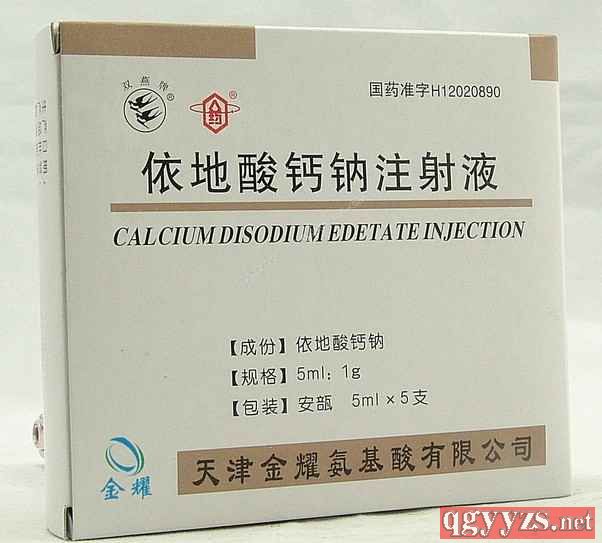 双燕牌
®
药
®
国药准字H12020890
依地酸钙钠注射液
CALCIUM DISODIUM EDETATE INJECTION
【成份】依地酸钙钠
【规格】5ml：1g
【包装】安瓿 5ml×5支
金耀
天津金耀氨基酸有限公司
qgyyzs.net